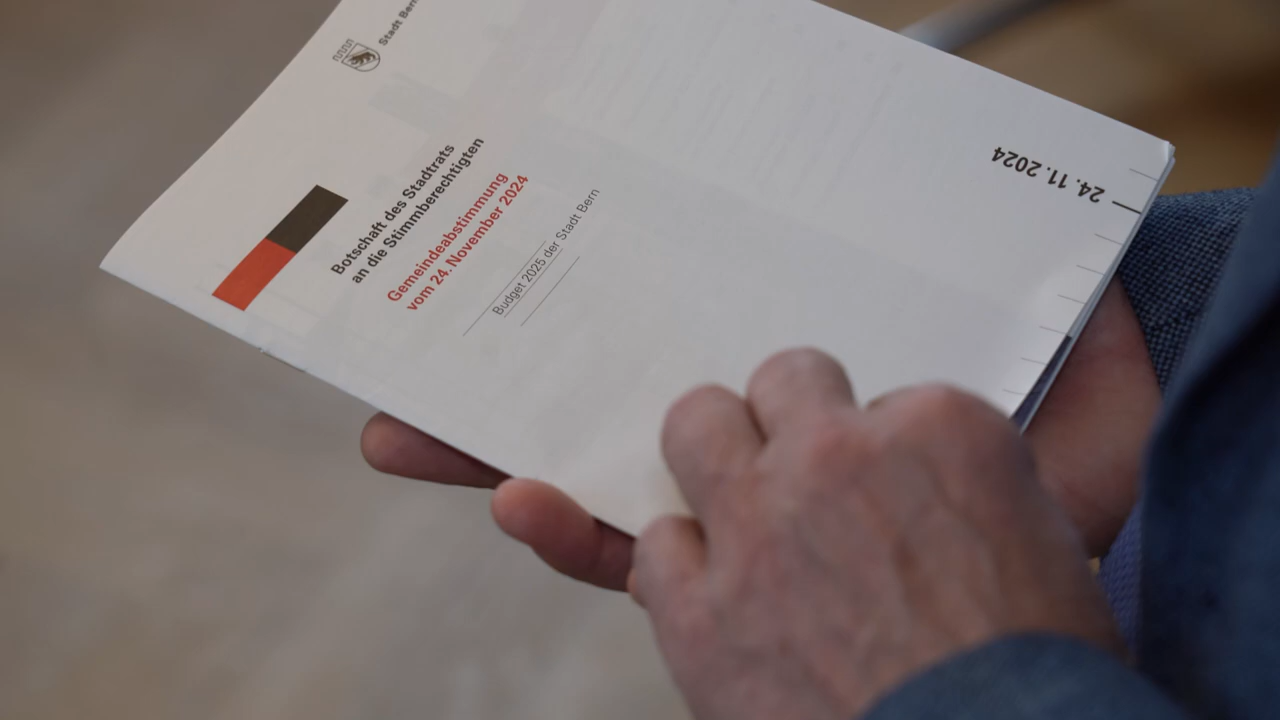 Stadt Bern
Botschaft des Stadtrats
an die Stimmberechtigten
Gemeindeabstimmung
vom 24. November 2024
Budget 2025 der Stadt Bern
24.11.2024